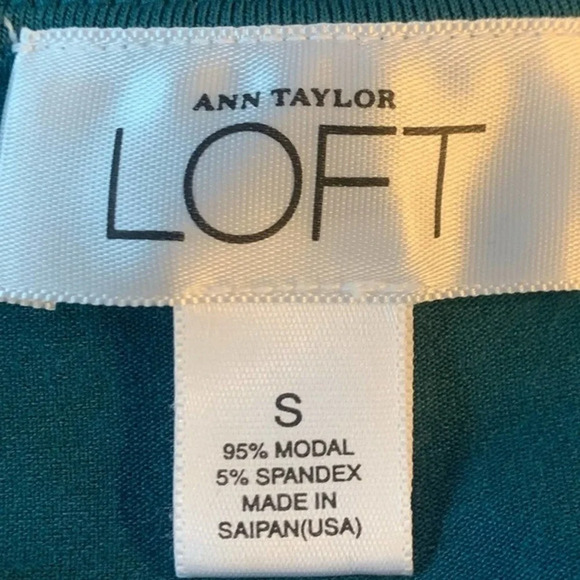 ANN TAYLOR
LOFT
S
95% MODAL
5% SPANDEX
MADE IN
SAIPAN(USA)